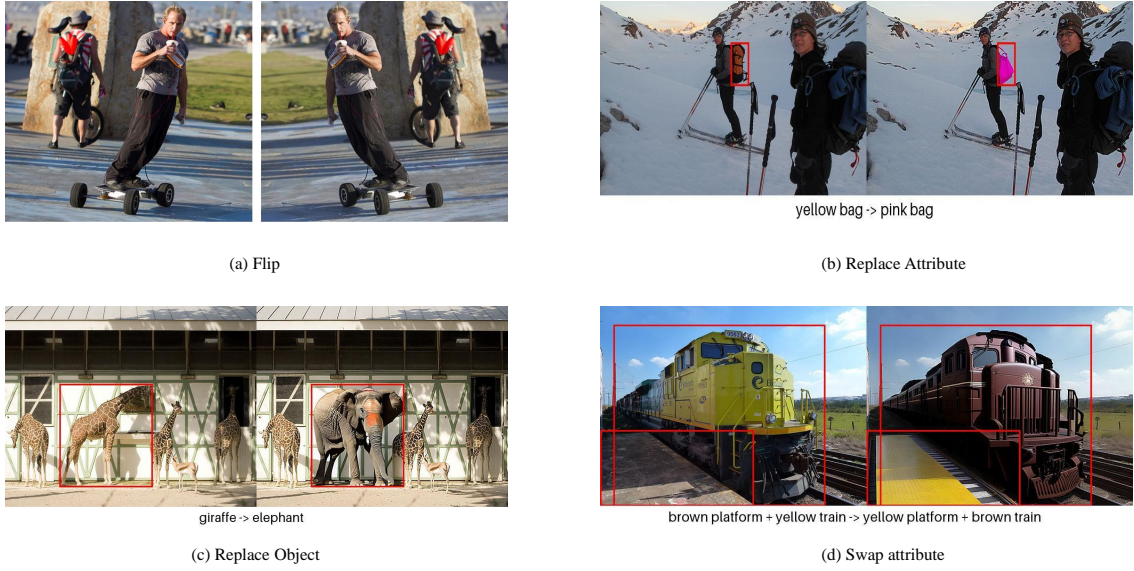 (a) Flip
yellow bag -> pink bag
(b) Replace Attribute
giraffe -> elephant
(c) Replace Object
brown platform + yellow train -> yellow platform + brown train
(d) Swap attribute